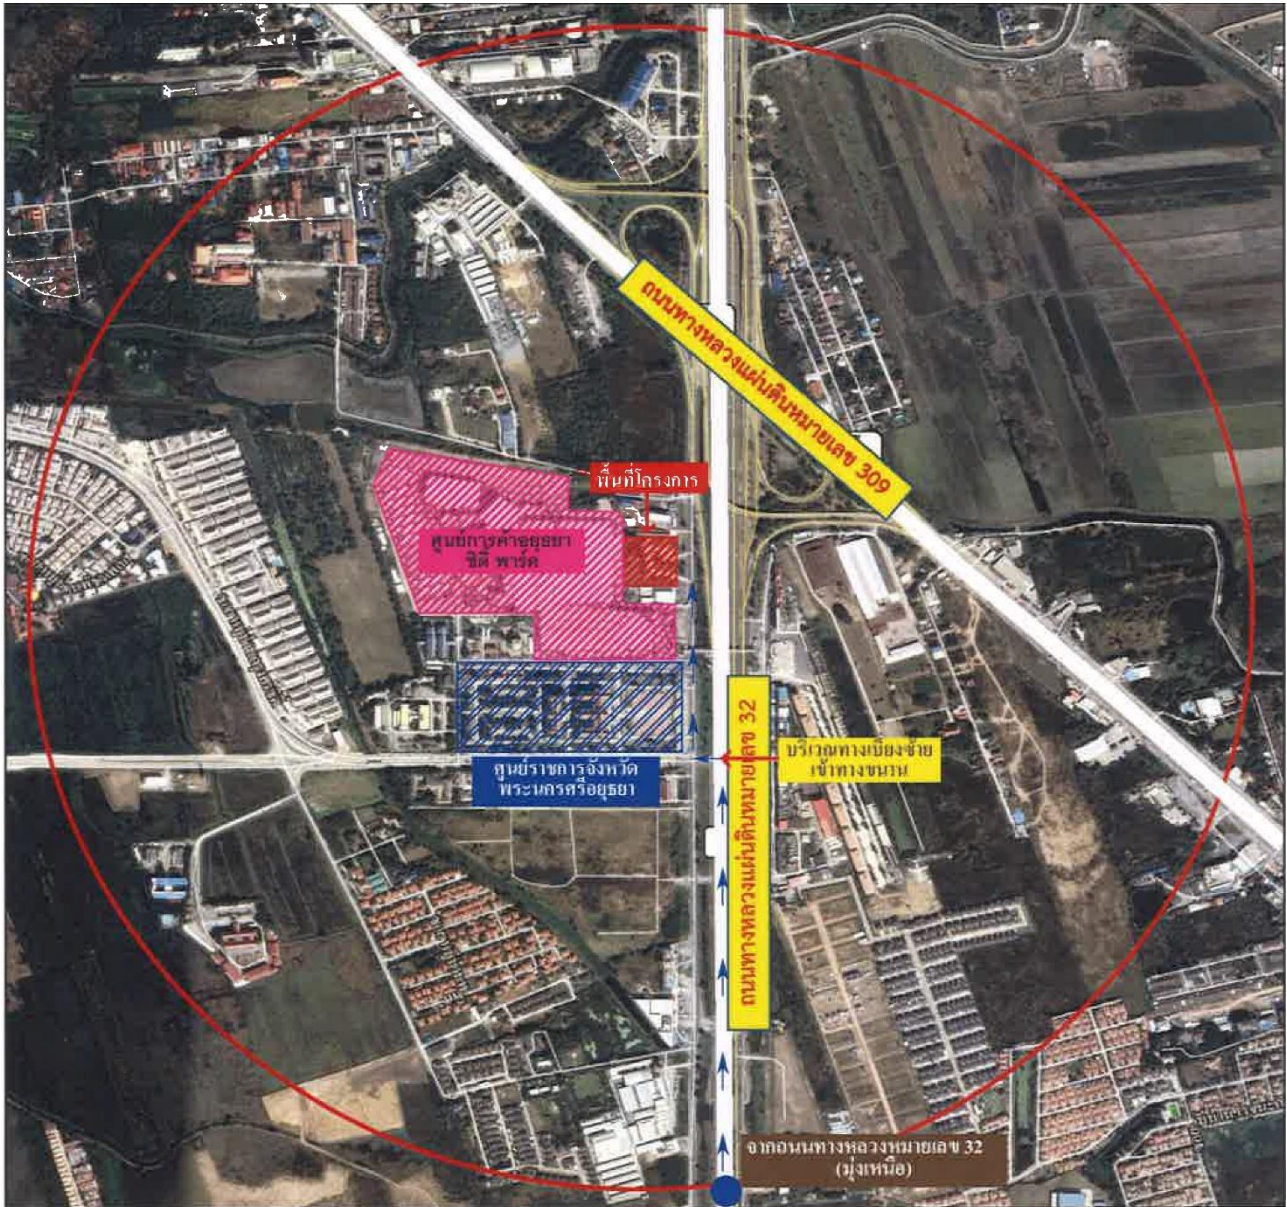 ถนนทางหลวงแผ่นดินหมายเลข 309
พื้นที่โครงการ
ศูนย์การค้าอยุธยา
ซิตี้ พาร์ค
ถนนทางหลวงแผ่นดินหมายเลข 32
บริเวณทางเบี่ยงซ้าย
เข้าทางขนาน
ศูนย์ราชการจังหวัด
พระนครศรีอยุธยา
จากถนนทางหลวงหมายเลข 32
(มุ่งเหนือ)